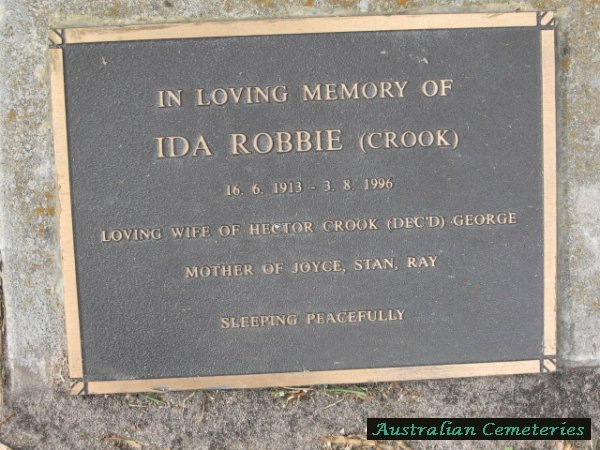 IN LOVING MEMORY OF
IDA ROBBIE (CROOK)
16. 6. 1913 - 3. 8. 1996
LOVING WIFE OF HECTOR CROOK (DEC'D) GEORGE
MOTHER OF JOYCE, STAN, RAY
SLEEPING PEACEFULLY
Australian Cemeteries